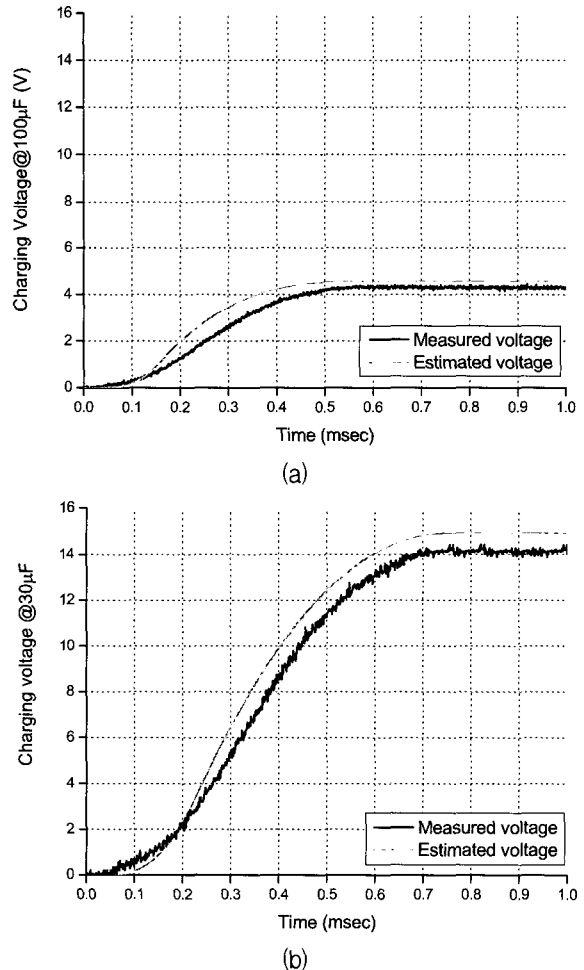 Charging Voltage@100μF (V)
16
14
12
10
8
6
4
2
0
Measured voltage
Estimated voltage
0.0 0.1 0.2 0.3 0.4 0.5 0.6 0.7 0.8 0.9 1.0
Time (msec)
(a)
Charging voltage @30μF
16
14
12
10
8
6
4
2
0
Measured voltage
Estimated voltage
0.0 0.1 0.2 0.3 0.4 0.5 0.6 0.7 0.8 0.9 1.0
Time (msec)
(b)